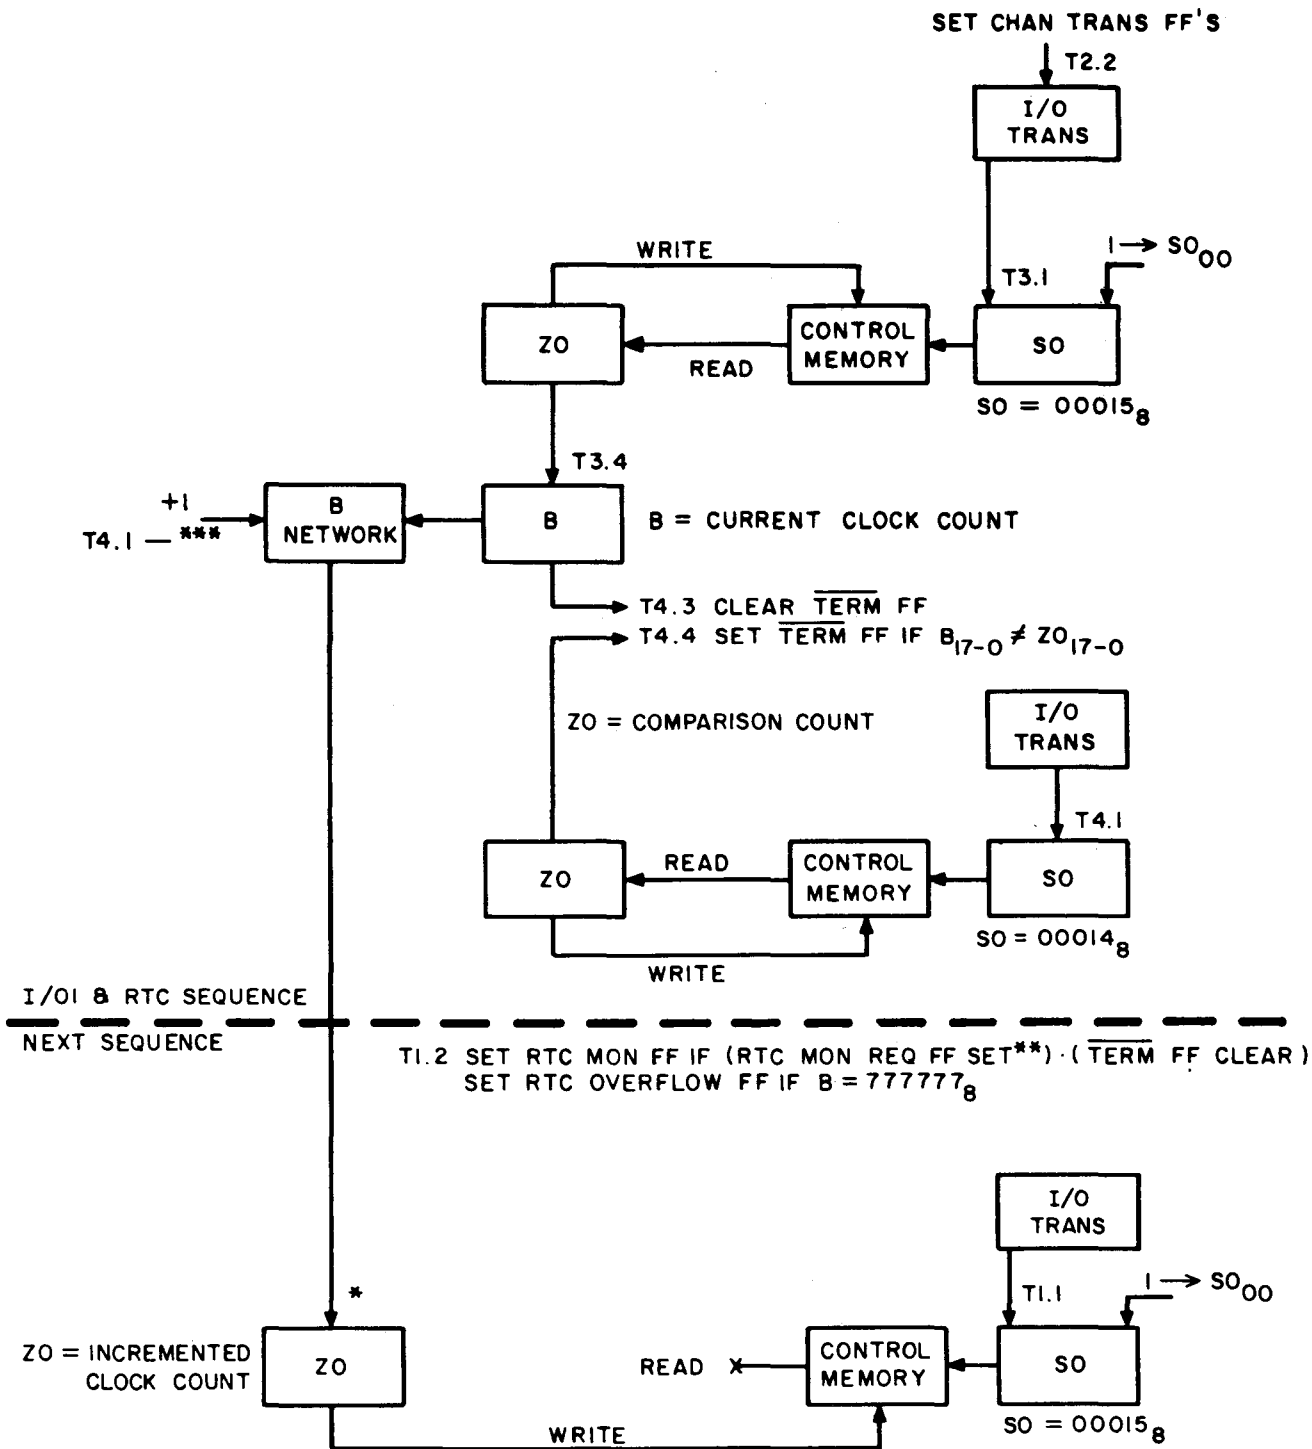 SET CHAN TRANS FF'S
T2.2
I/O
TRANS
WRITE
1 → SO00
T3.1
ZO
CONTROL
MEMORY
SO
READ
SO = 00015₈
T3.4
+1
T4.1 — ***
B
NETWORK
B
B = CURRENT CLOCK COUNT
T4.3 CLEAR T̅E̅R̅M̅ FF
T4.4 SET T̅E̅R̅M̅ FF IF B17-0 ≠ ZO17-0
I/O
TRANS
ZO = COMPARISON COUNT
T4.1
ZO
READ
CONTROL
MEMORY
SO
SO = 00014₈
WRITE
I/O1 & RTC SEQUENCE
NEXT SEQUENCE
T1.2 SET RTC MON FF IF (RTC MON REQ FF SET**) · (T̅E̅R̅M̅ FF CLEAR)
SET RTC OVERFLOW FF IF B = 777777₈
I/O
TRANS
*
T1.1
1 → SO00
ZO = INCREMENTED
CLOCK COUNT
ZO
READ X
CONTROL
MEMORY
SO
SO = 00015₈
WRITE